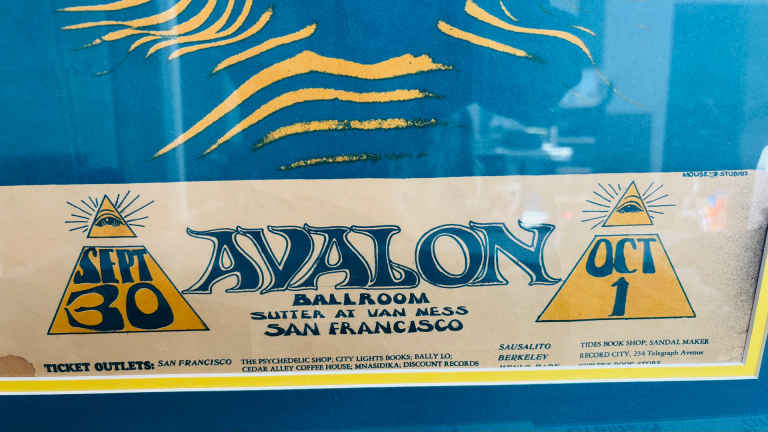 MOUSE STUDIOS
SEPT
30
AVALON
BALLROOM
SUTTER AT VAN NESS
SAN FRANCISCO
OCT
1
TICKET OUTLETS: SAN FRANCISCO THE PSYCHEDELIC SHOP; CITY LIGHTS BOOKS; BALLY LO;
CEDAR ALLEY COFFEE HOUSE; MNASIDIKA; DISCOUNT RECORDS
SAUSALITO TIDES BOOK SHOP; SANDAL MAKER
BERKELEY RECORD CITY, 234 Telegraph Avenue